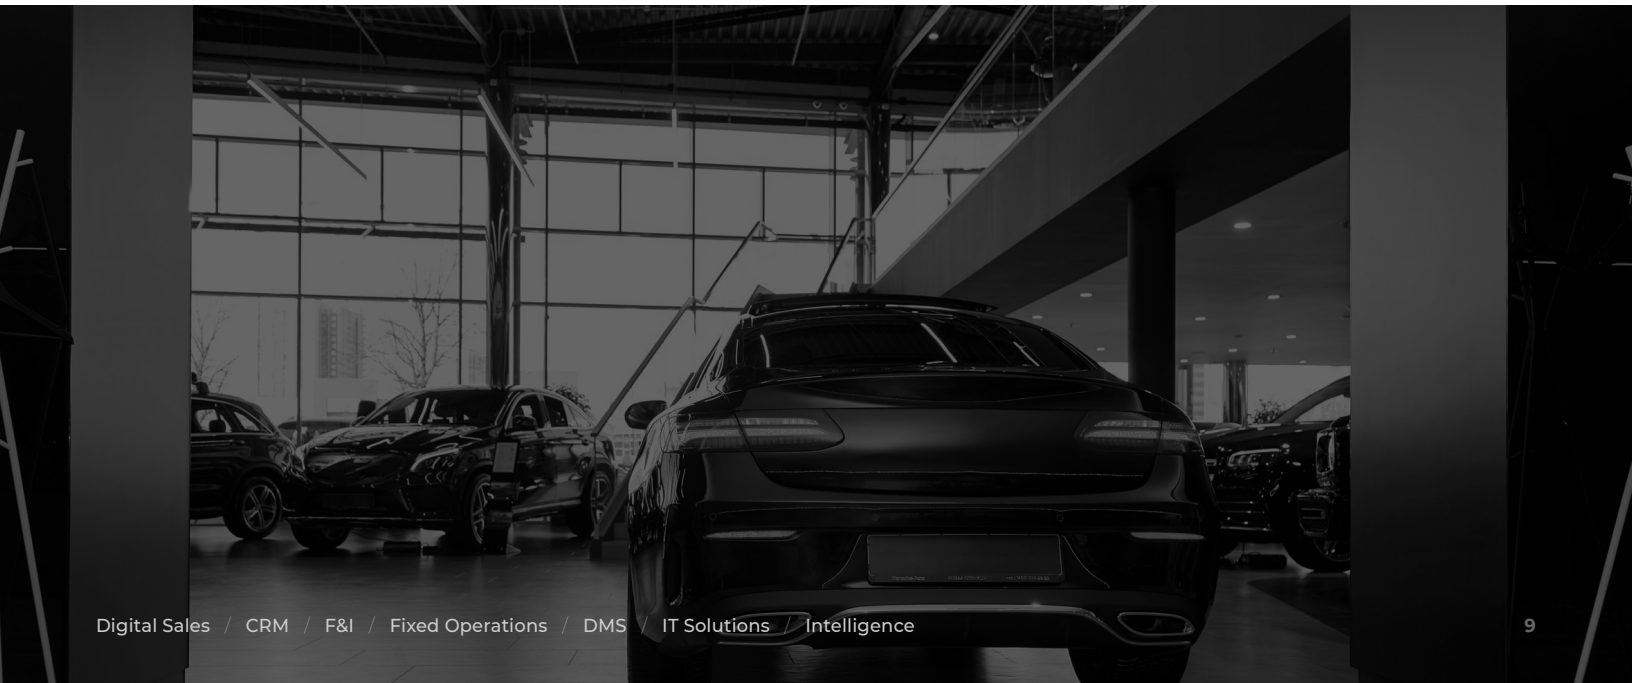 Digital Sales / CRM / F&I / Fixed Operations / DMS / IT Solutions / Intelligence
9